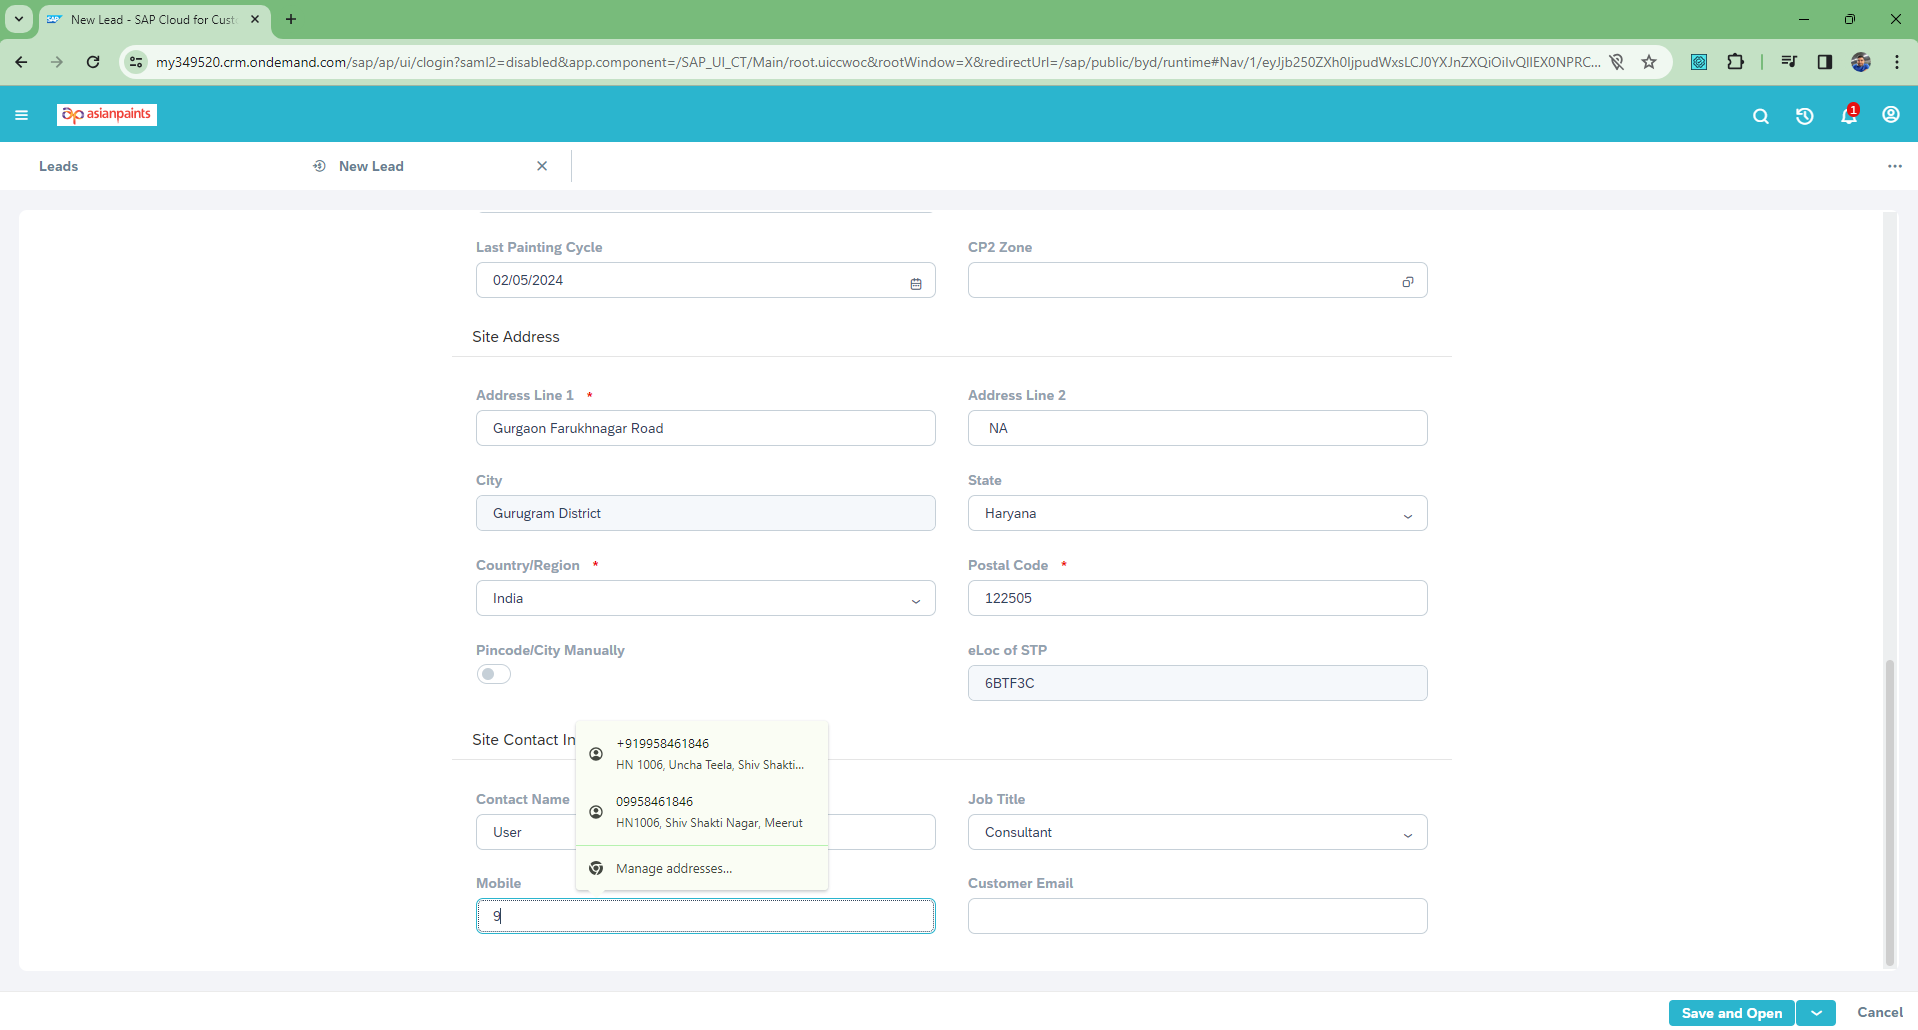 New Lead - SAP Cloud for Cust
my349520.crm.ondemand.com/sap/ap/ui/clogin?saml2=disabled&app.component=/SAP_UI_CT/Main/root.uiccwoc&rootWindow=X&redirectUrl=/sap/public/byd/runtime#Nav/1/eyJjb250ZXh0IjpudWxsLCJ0YXJnZXQiOiIvQllEX0NPRC...
asianpaints
1
Leads
New Lead
Last Painting Cycle
CP2 Zone
02/05/2024
Site Address
Address Line 1 *
Address Line 2
Gurgaon Farukhnagar Road
NA
City
State
Gurugram District
Haryana
Country/Region *
Postal Code *
India
122505
Pincode/City Manually
eLoc of STP
6BTF3C
Site Contact In
+919958461846
HN 1006, Uncha Teela, Shiv Shakti...
09958461846
HN1006, Shiv Shakti Nagar, Meerut
Manage addresses...
Contact Name
Job Title
User
Consultant
Mobile
Customer Email
9
Save and Open
Cancel